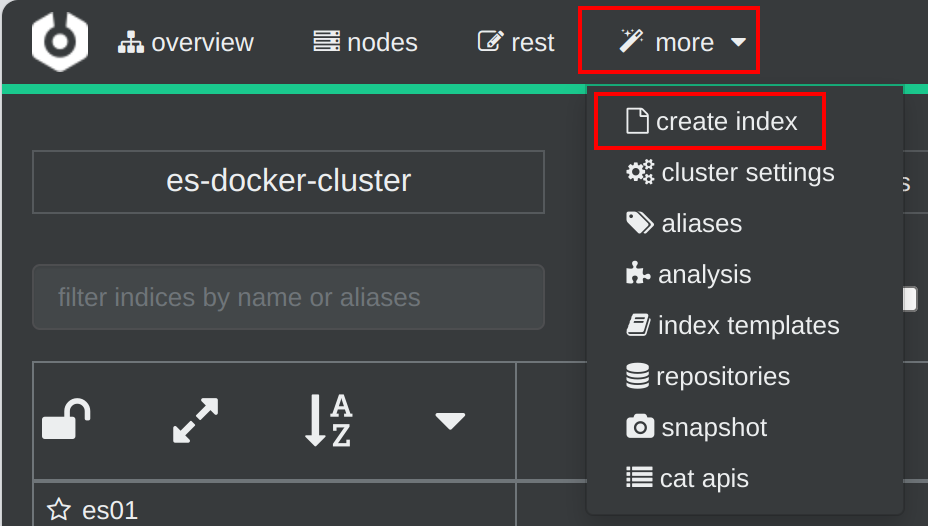 overview nodes rest more
create index
es-docker-cluster
cluster settings
aliases
filter indices by name or aliases
analysis
index templates
repositories
A
Z
snapshot
cat apis
es01